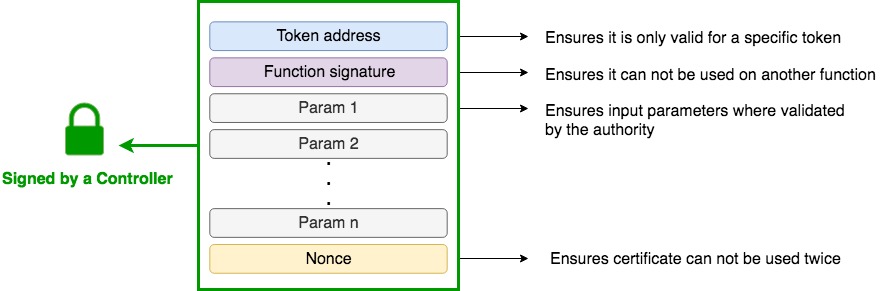 Token address
Ensures it is only valid for a specific token
Function signature
Ensures it can not be used on another function
Param 1
Ensures input parameters where validated
by the authority
Param 2
.
.
.
Signed by a Controller
Param n
Nonce
Ensures certificate can not be used twice